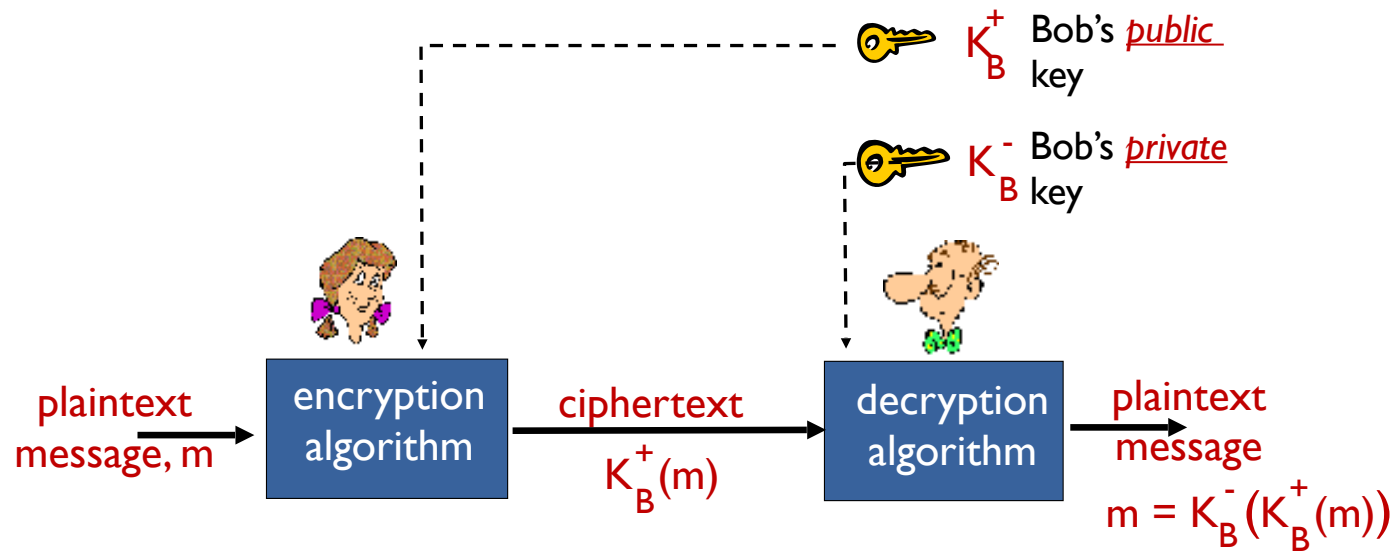 K_B^+ Bob's public
key
K_B^- Bob's private
key
plaintext
message, m
encryption
algorithm
ciphertext
K_B^+(m)
decryption
algorithm
plaintext
message
m = K_B^-(K_B^+(m))